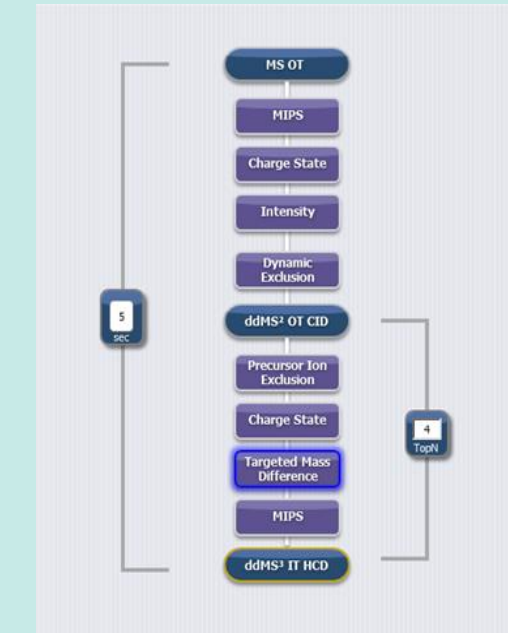 MS OT
MIPS
Charge State
Intensity
Dynamic
Exclusion
5
sec
ddMS² OT CID
Precursor Ion
Exclusion
Charge State
4
TopN
Targeted Mass
Difference
MIPS
ddMS³ IT HCD